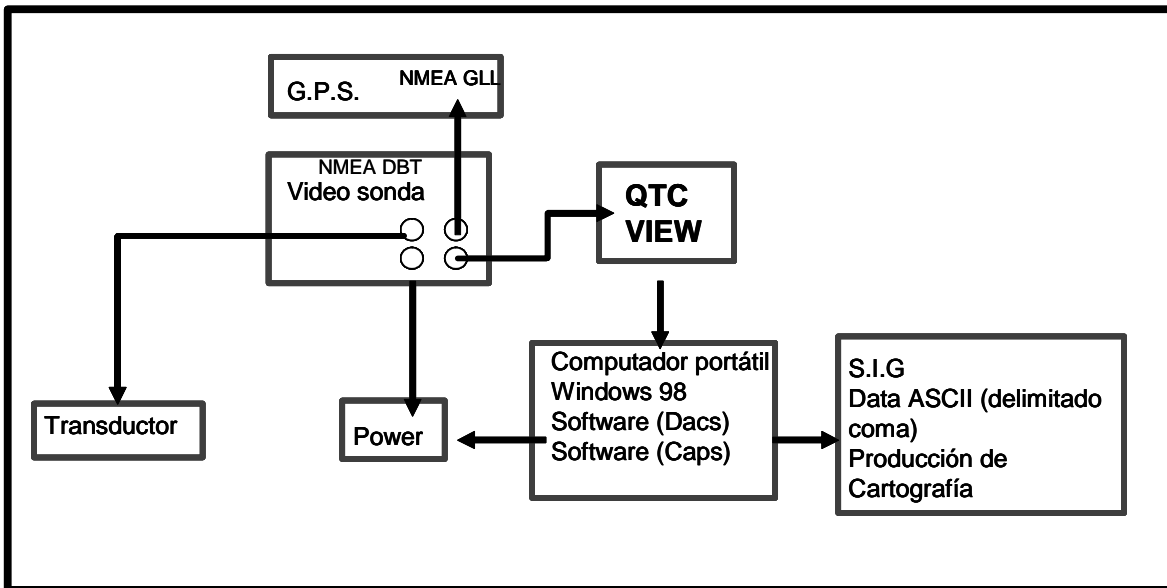 G.P.S.
NMEA GLL
NMEA DBT
Video sonda
QTC
VIEW
Transductor
Power
Computador portátil
Windows 98
Software (Dacs)
Software (Caps)
S.I.G
Data ASCII (delimitado
coma)
Producción de
Cartografía